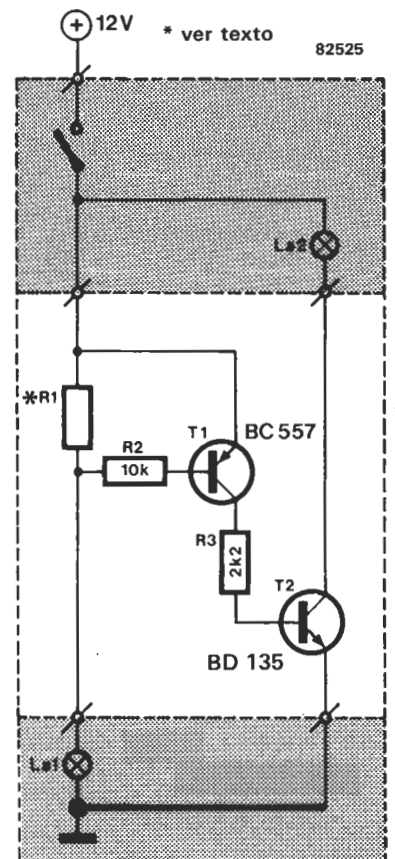 + 12V
* ver texto
82525
La2
*R1
R2
10k
T1
BC 557
R3
2k2
T2
BD 135
La1